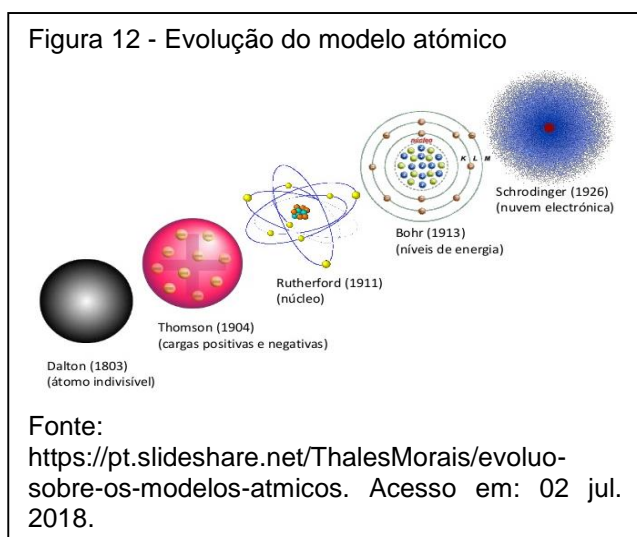 Figura 12 - Evolução do modelo atómico
Schrodinger (1926)
(nuvem electrónica)
núcleo
K L M
Bohr (1913)
(níveis de energia)
Rutherford (1911)
(núcleo)
Thomson (1904)
(cargas positivas e negativas)
Dalton (1803)
(átomo indivisível)
Fonte:
https://pt.slideshare.net/ThalesMorais/evoluo-
sobre-os-modelos-atmicos. Acesso em: 02 jul.
2018.